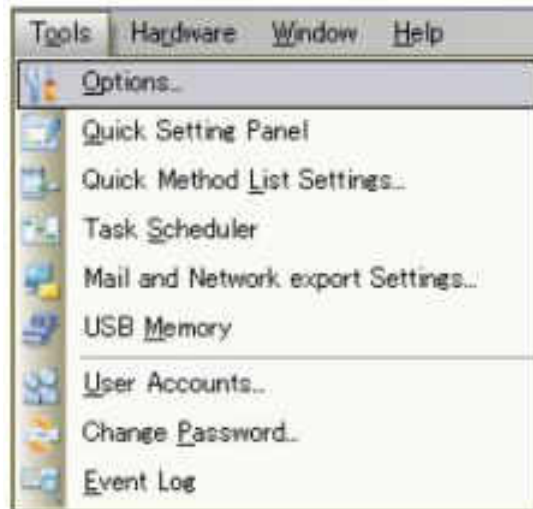 Tools Hardware Window Help
Options...
Quick Setting Panel
Quick Method List Settings...
Task Scheduler
Mail and Network export Settings...
USB Memory
User Accounts...
Change Password...
Event Log